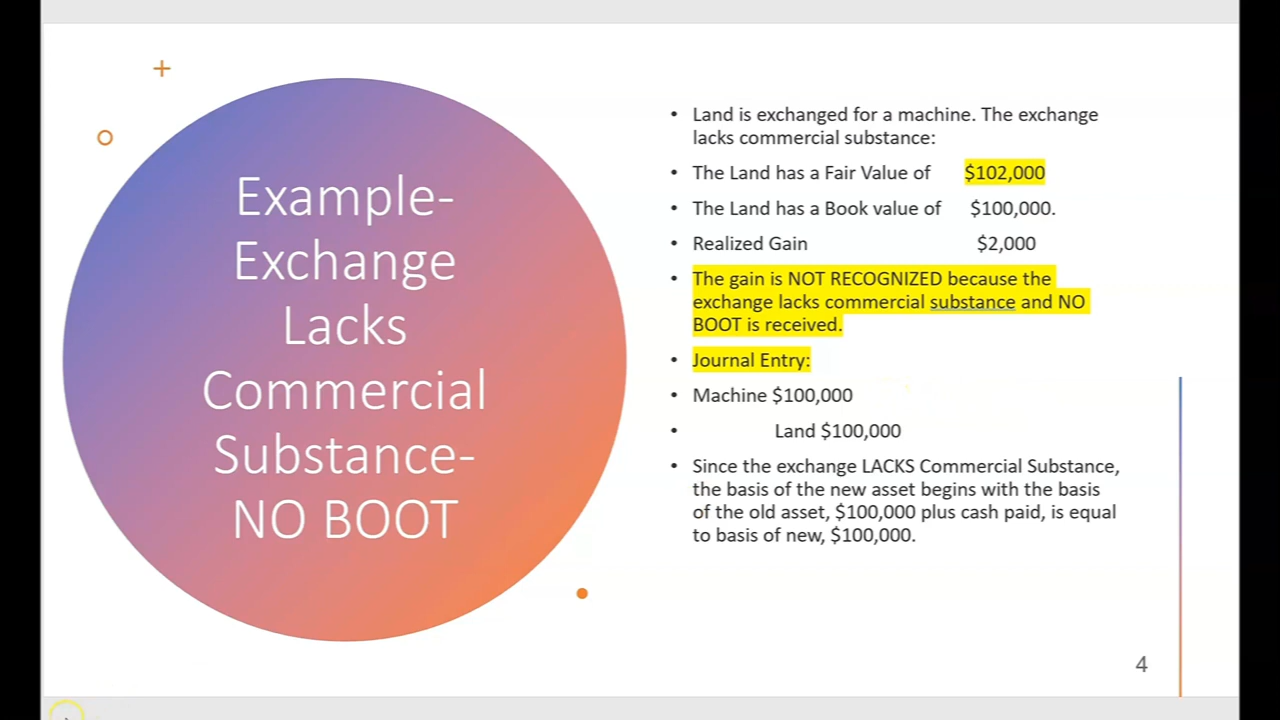 Example-
Exchange
Lacks
Commercial
Substance-
NO BOOT
• Land is exchanged for a machine. The exchange
lacks commercial substance:
• The Land has a Fair Value of $102,000
• The Land has a Book value of $100,000.
• Realized Gain $2,000
• The gain is NOT RECOGNIZED because the
exchange lacks commercial substance and NO
BOOT is received.
• Journal Entry:
• Machine $100,000
• Land $100,000
• Since the exchange LACKS Commercial Substance,
the basis of the new asset begins with the basis
of the old asset, $100,000 plus cash paid, is equal
to basis of new, $100,000.
4